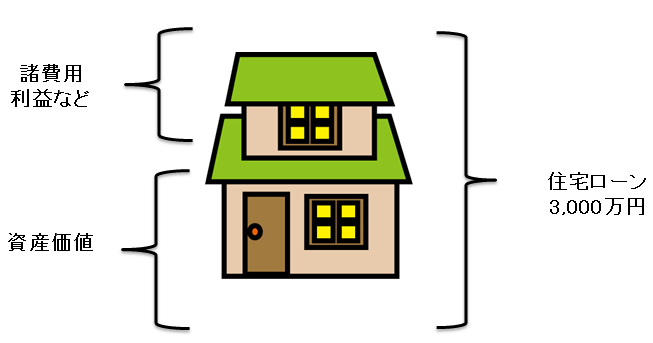 諸費用
利益など
資産価値
住宅ローン
3,000万円